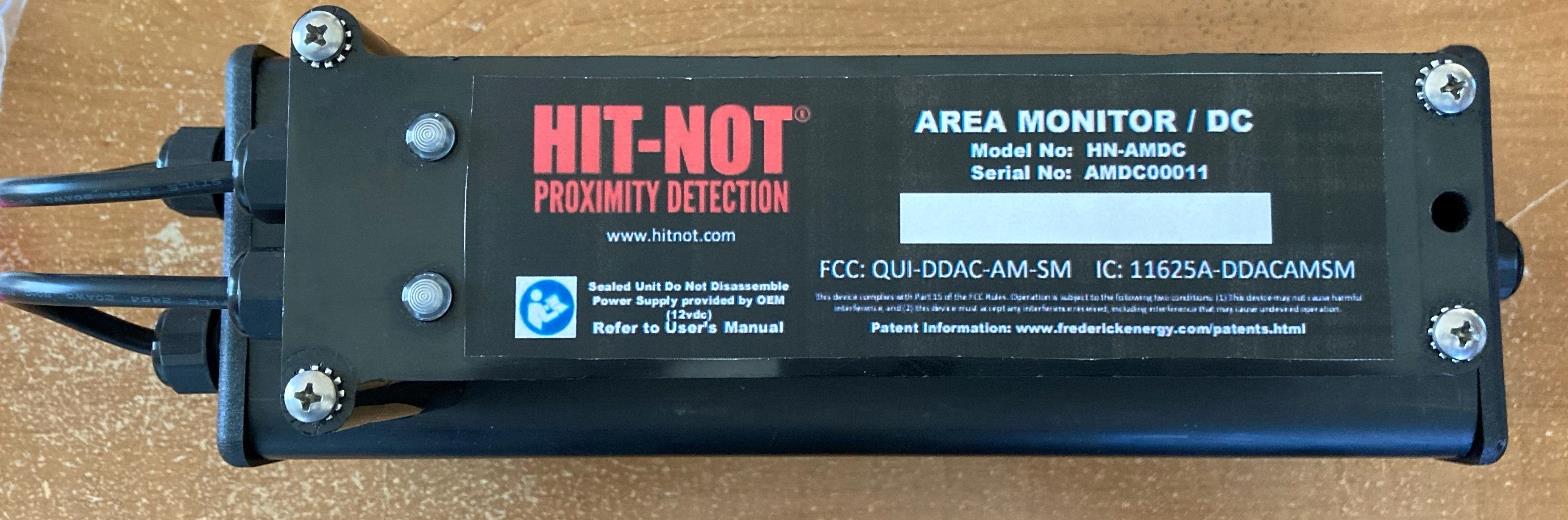 HIT-NOT®
PROXIMITY DETECTION
www.hitnot.com
Sealed Unit Do Not Disassemble
Power Supply provided by OEM
(12vdc)
Refer to User's Manual
AREA MONITOR / DC
Model No: HN-AMDC
Serial No: AMDC00011
FCC: QUI-DDAC-AM-SM IC: 11625A-DDACAMSM
This device complies with Part 15 of the FCC Rules. Operation is subject to the following two conditions: (1) This device may not cause harmful
interference, and (2) this device must accept any interference received, including interference that may cause undesired operation.
Patent Information: www.frederickenergy.com/patents.html